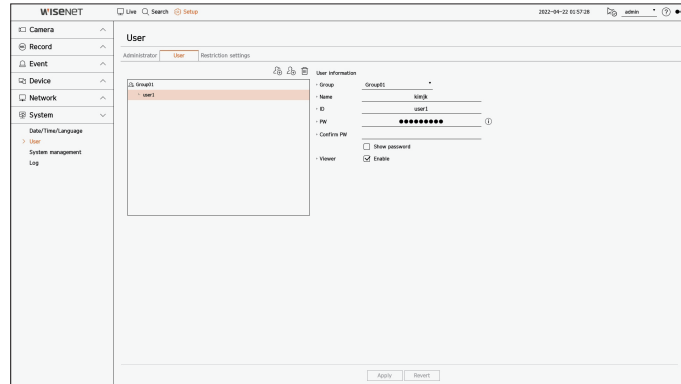 WISENET
Live Search Setup
2022-04-22 01:57:28 admin
Camera
Record
Event
Device
Network
System
Date/Time/Language
> User
System management
Log
User
Administrator User Restriction settings
Group01
user1
User information
Group Group01
Name kimjk
ID user1
PW ●●●●●●●●●
Confirm PW
Show password
Viewer Enable
Apply Revert